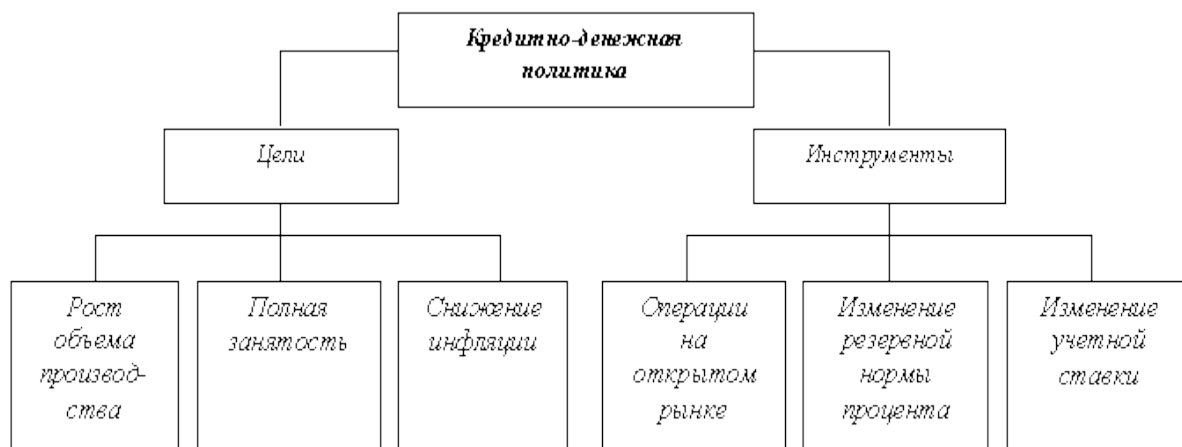 Кредитно-денежная
политика
Цели
Инструменты
Рост
объема
производ-
ства
Полная
занятость
Снижение
инфляции
Операции
на
открытом
рынке
Изменение
резервной
нормы
процента
Изменение
учетной
ставки